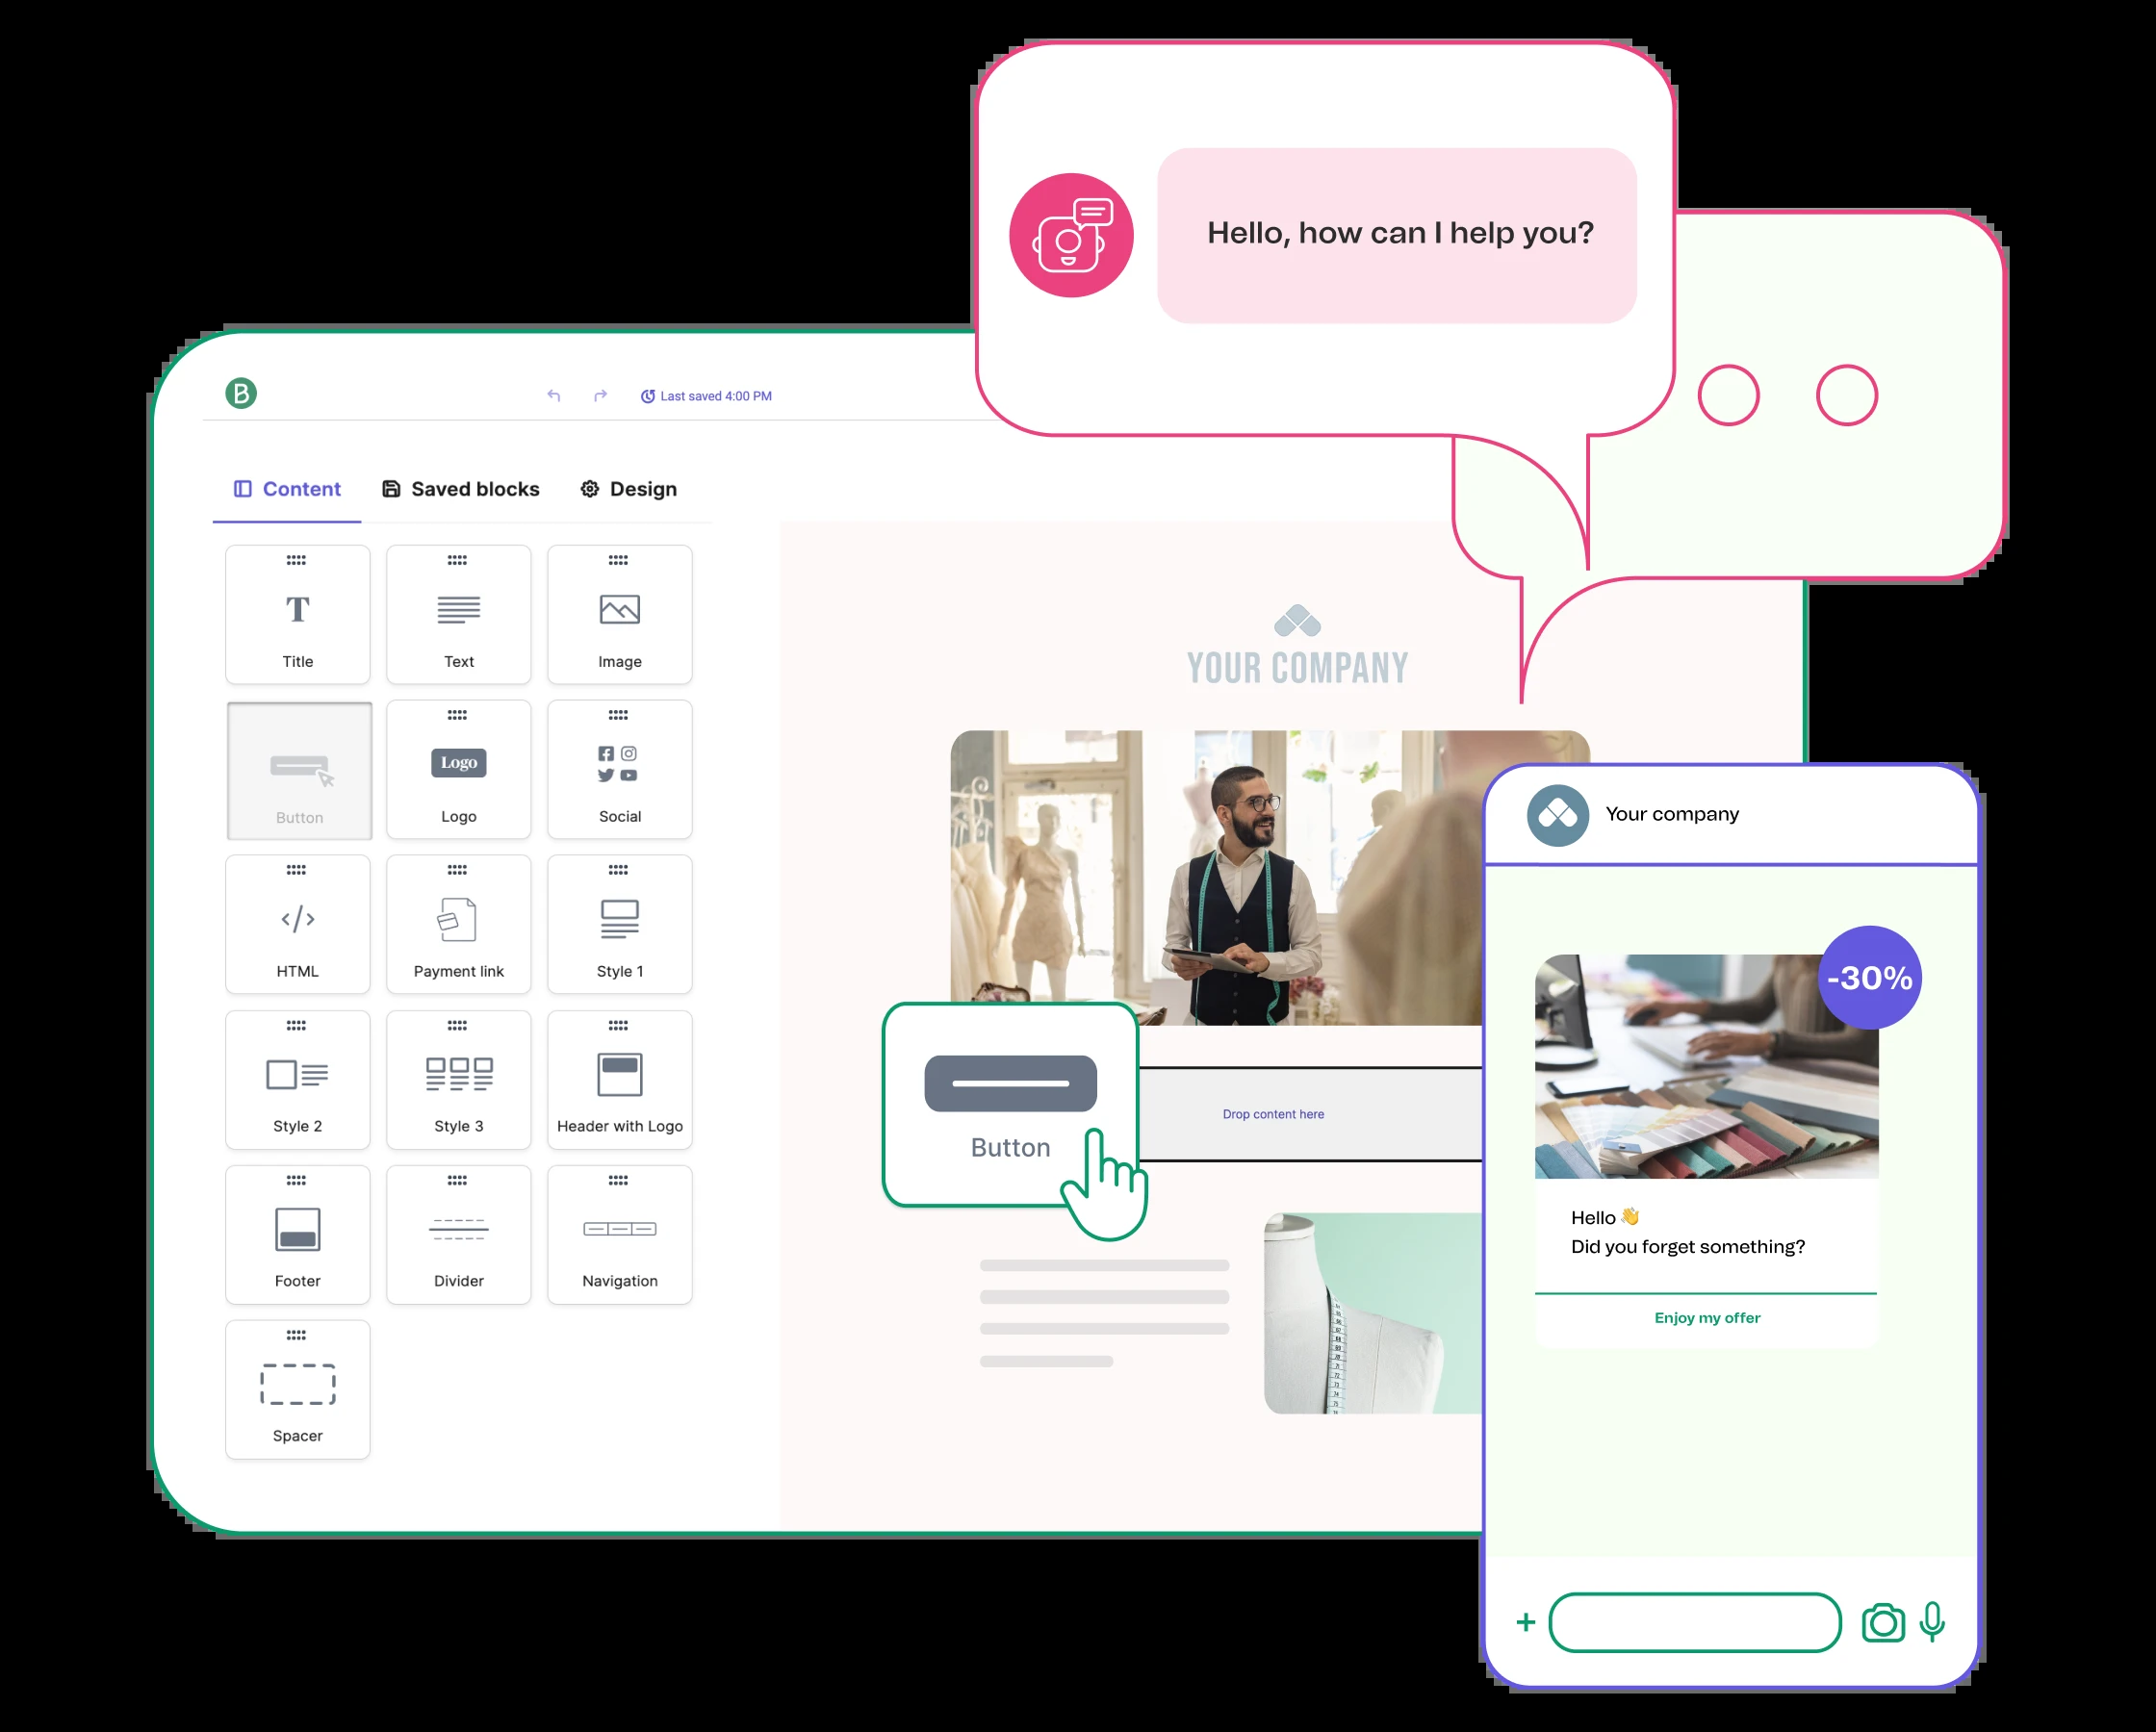 Hello, how can I help you?
B
Last saved 4:00 PM
Content
Saved blocks
Design
T
Title
Text
Image
Button
Logo
Logo
Social
</>
HTML
Payment link
Style 1
Style 2
Style 3
Header with Logo
Footer
Divider
Navigation
Spacer
YOUR COMPANY
Button
Drop content here
Your company
-30%
Hello 👋
Did you forget something?
Enjoy my offer
+